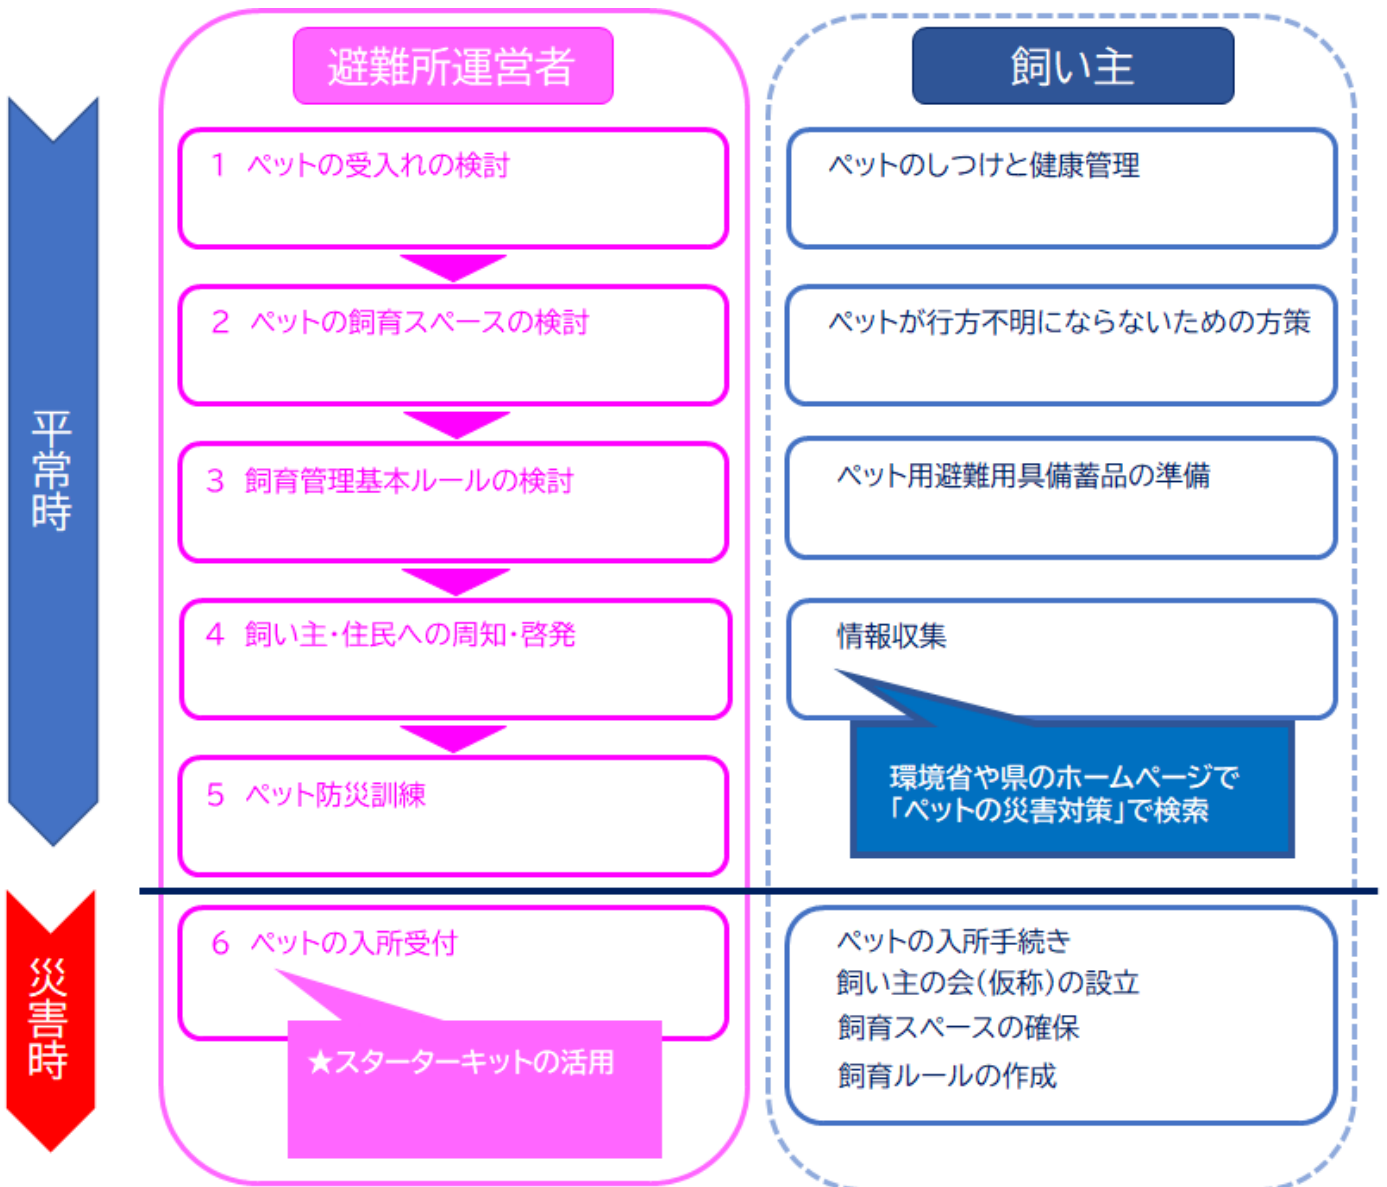 避難所運営者
飼い主
平常時
1 ペットの受入れの検討
ペットのしつけと健康管理
2 ペットの飼育スペースの検討
ペットが行方不明にならないための方策
3 飼育管理基本ルールの検討
ペット用避難用具備蓄品の準備
4 飼い主・住民への周知・啓発
情報収集
環境省や県のホームページで
「ペットの災害対策」で検索
5 ペット防災訓練
災害時
6 ペットの入所受付
★スターターキットの活用
ペットの入所手続き
飼い主の会(仮称)の設立
飼育スペースの確保
飼育ルールの作成